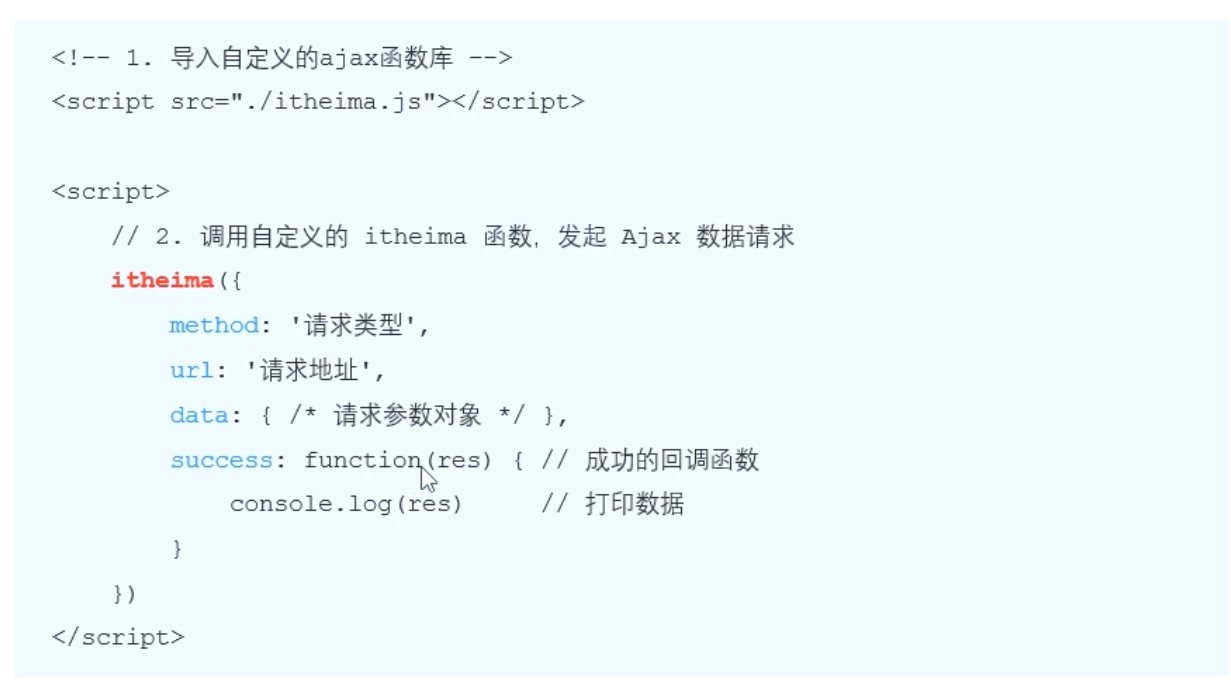 <!-- 1. 导入自定义的ajax函数库 -->
<script src="./itheima.js"></script>
<script>
// 2. 调用自定义的 itheima 函数，发起 Ajax 数据请求
itheima({
method: '请求类型',
url: '请求地址',
data: { /* 请求参数对象 */ },
success: function(res) { // 成功的回调函数
console.log(res) // 打印数据
}
})
</script>